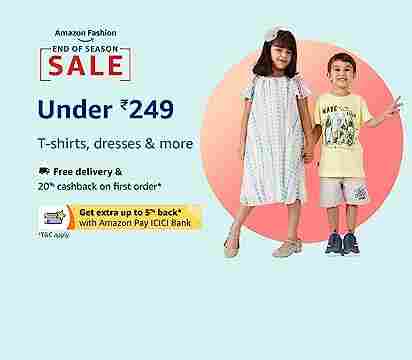 Amazon Fashion
END OF SEASON
SALE
Under ₹249
T-shirts, dresses & more
Free delivery &
20% cashback on first order*
Get extra up to 5% back*
with Amazon Pay ICICI Bank
*T&C apply